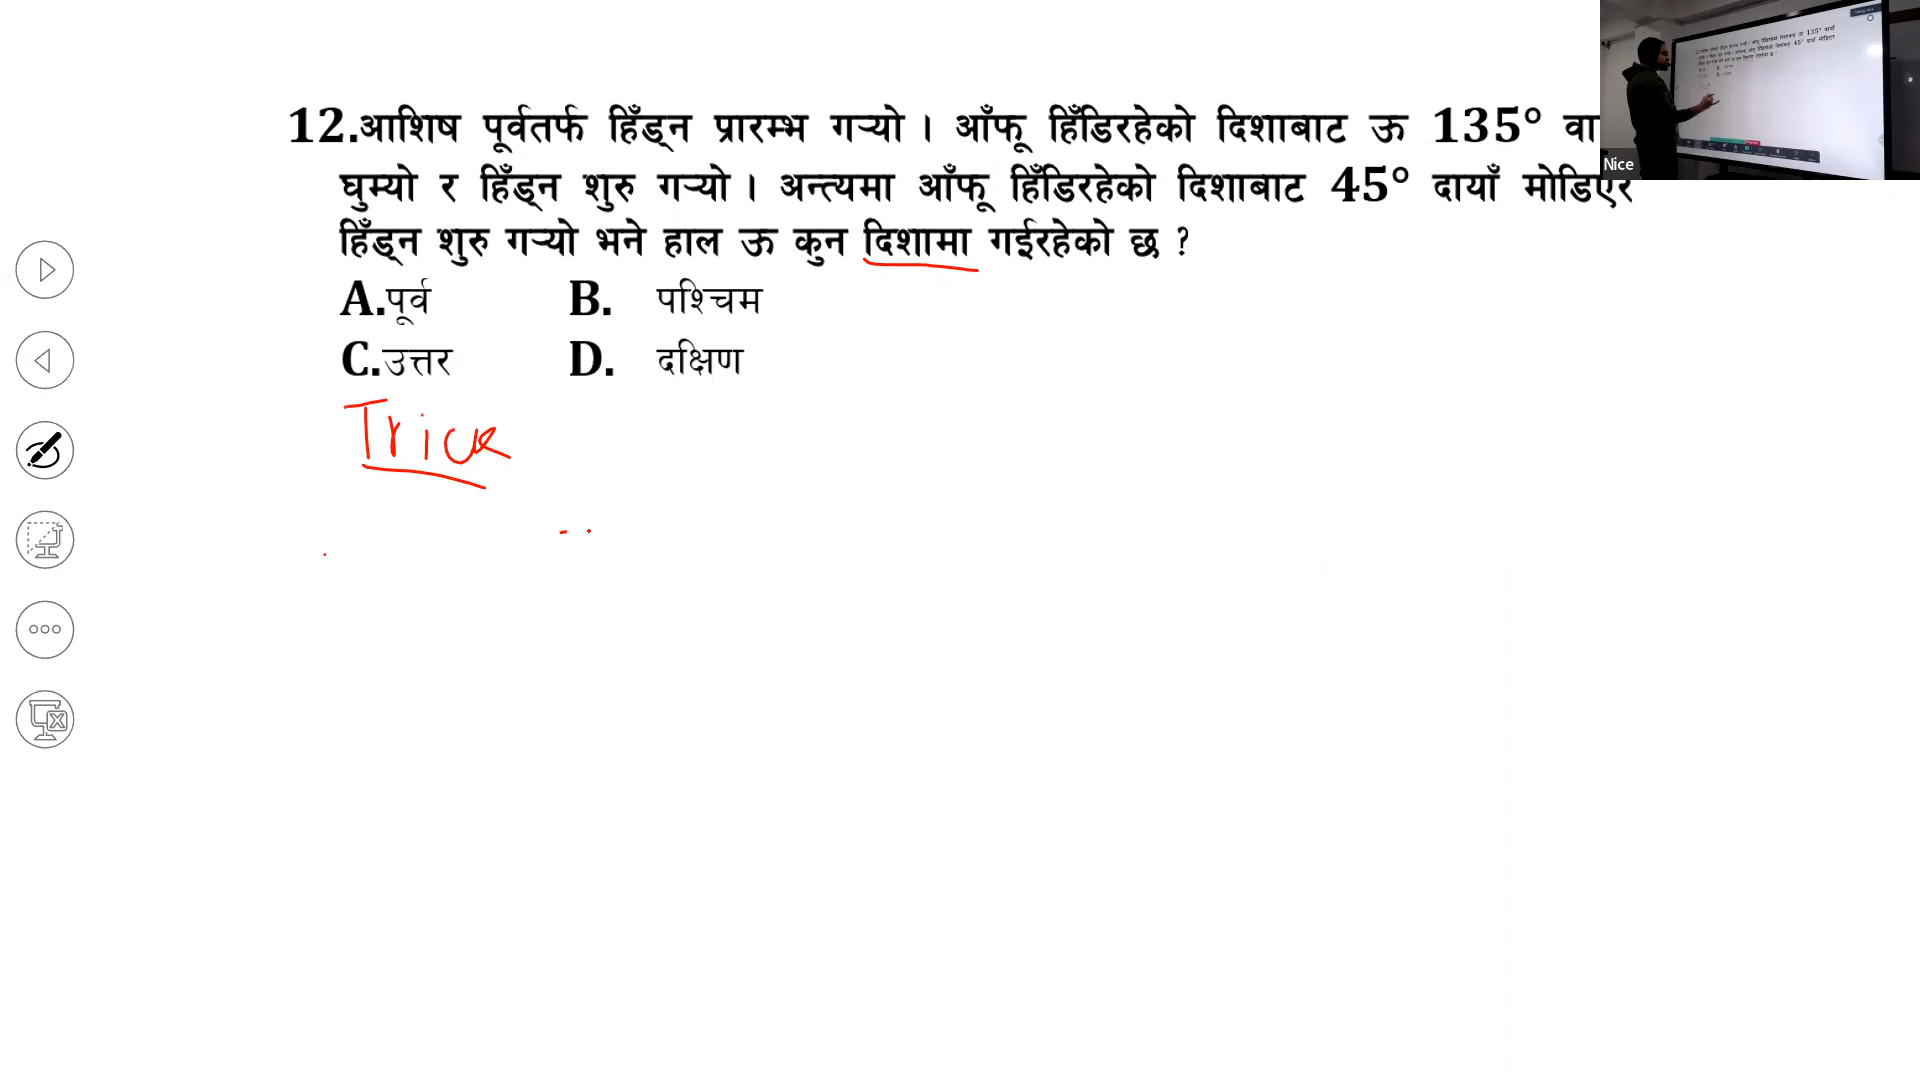 12.आशिष पूर्वतर्फ हिँड्न प्रारम्भ गर्‍यो । आँफू हिँडिरहेको दिशाबाट ऊ 135° वा
घुम्यो र हिँड्न शुरु गर्‍यो । अन्त्यमा आँफू हिँडिरहेको दिशाबाट 45° दायाँ मोडिएर
हिँड्न शुरु गर्‍यो भने हाल ऊ कुन दिशामा गईरहेको छ ?
A.पूर्व B. पश्चिम
C.उत्तर D. दक्षिण
Trick
Nice